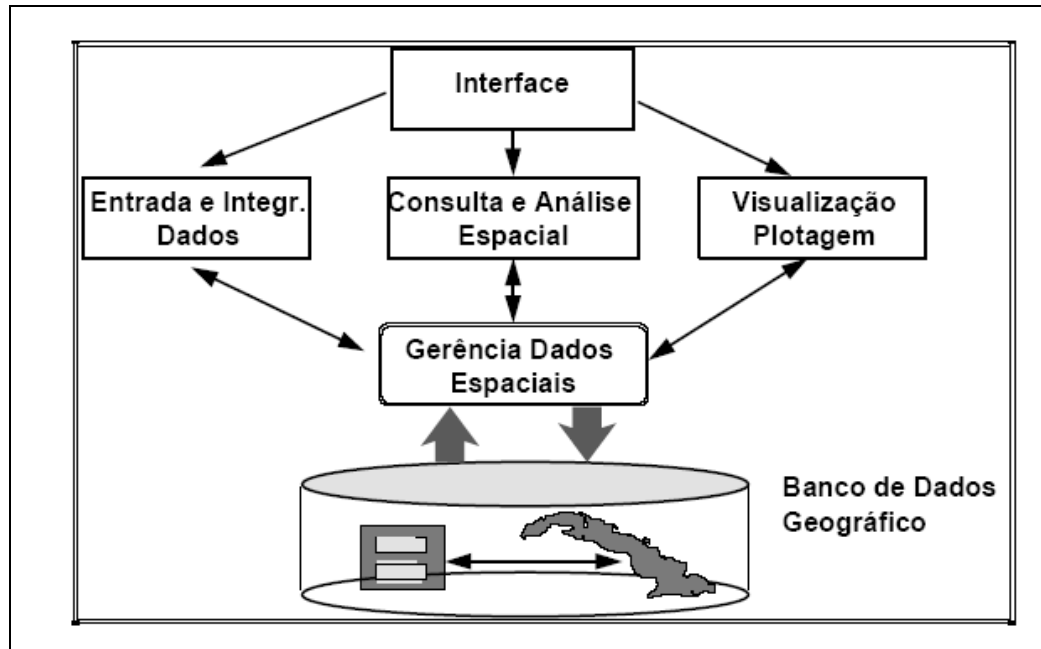 Interface
Entrada e Integr.
Dados
Consulta e Análise
Espacial
Visualização
Plotagem
Gerência Dados
Espaciais
Banco de Dados
Geográfico